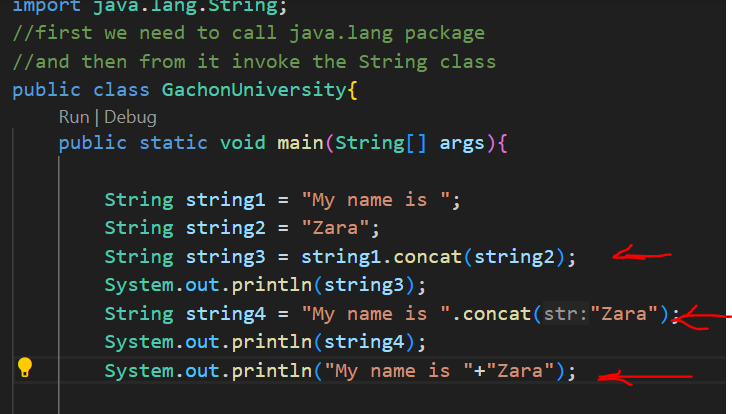 import java.lang.String;
//first we need to call java.lang package
//and then from it invoke the String class
public class GachonUniversity{
Run | Debug
public static void main(String[] args){
String string1 = "My name is ";
String string2 = "Zara";
String string3 = string1.concat(string2);
System.out.println(string3);
String string4 = "My name is ".concat(str:"Zara");
System.out.println(string4);
System.out.println("My name is "+"Zara");